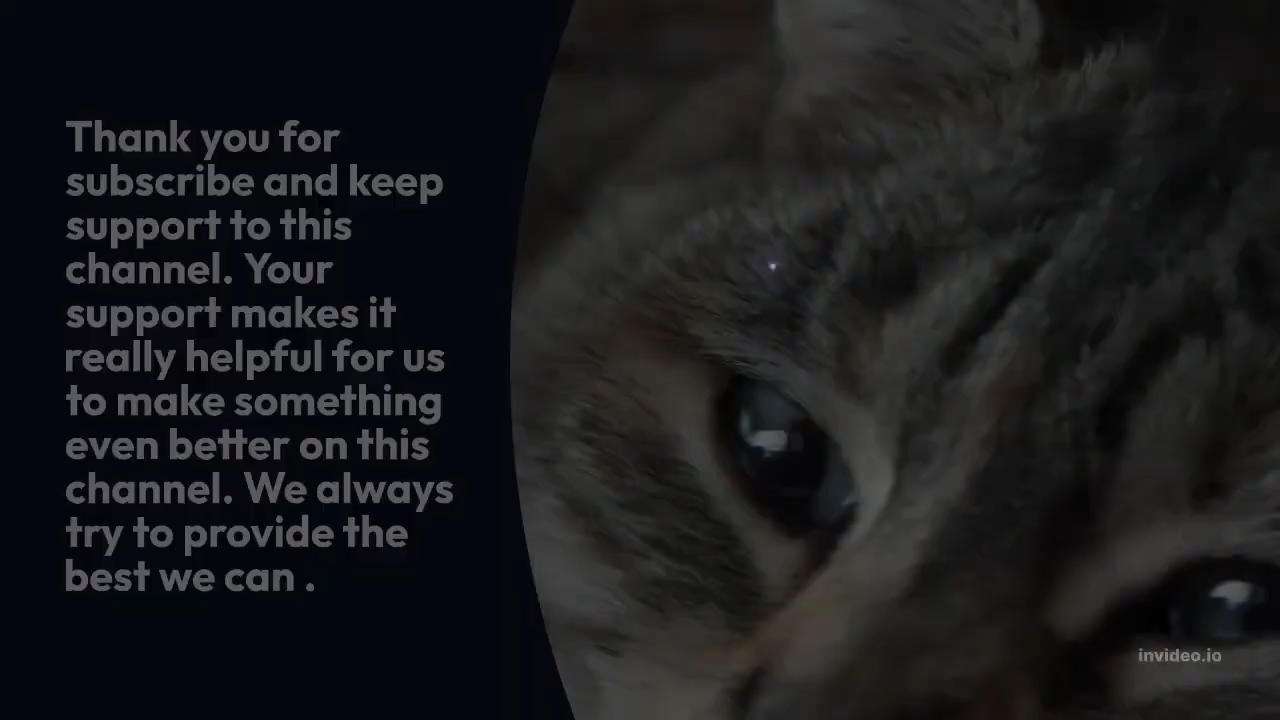 Thank you for
subscribe and keep
support to this
channel. Your
support makes it
really helpful for us
to make something
even better on this
channel. We always
try to provide the
best we can .
invideo.io